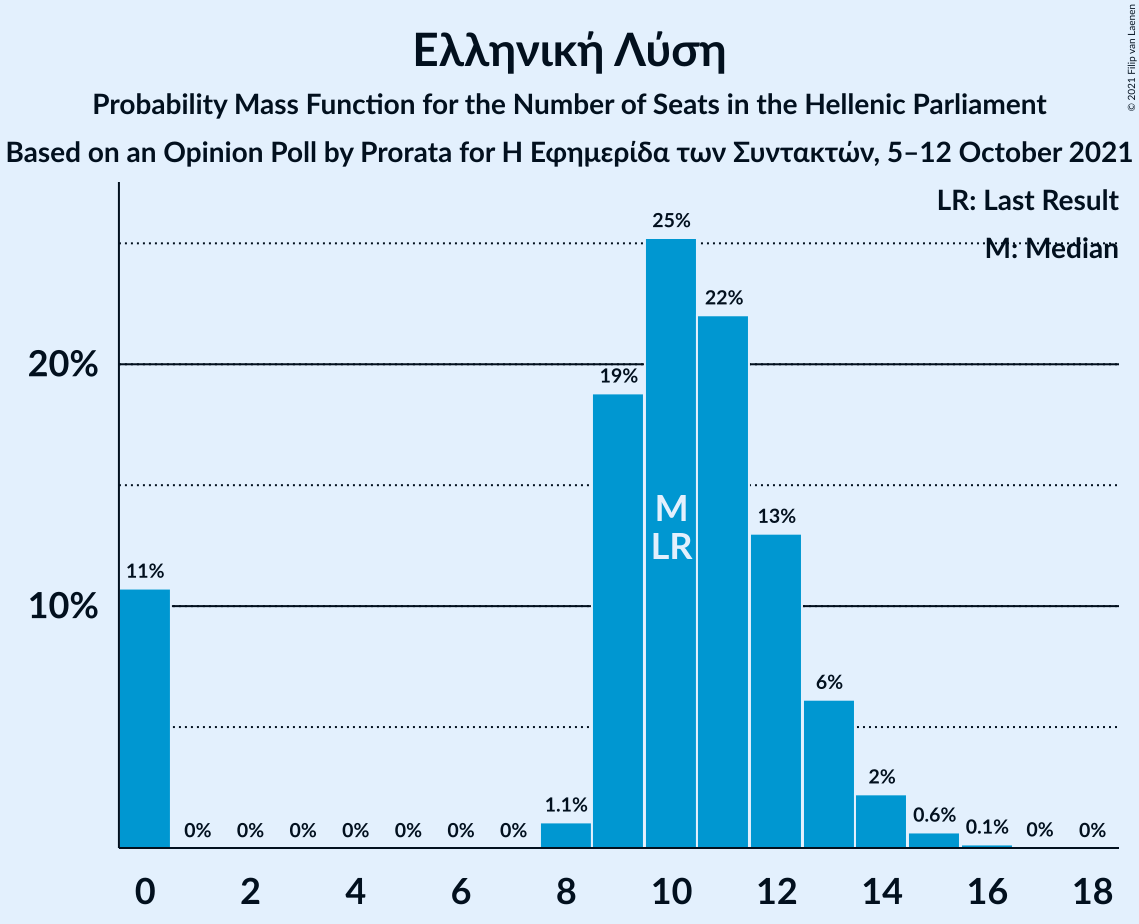 © 2021 Filip van Laenen
Ελληνική Λύση
Probability Mass Function for the Number of Seats in the Hellenic Parliament
Based on an Opinion Poll by Prorata for Η Εφημερίδα των Συντακτών, 5–12 October 2021
LR: Last Result
M: Median
25%
22%
20%
19%
13%
M
LR
11%
10%
6%
2%
1.1%
0.6%
0.1%
0% 0% 0% 0% 0% 0% 0% 0% 0%
0 2 4 6 8 10 12 14 16 18